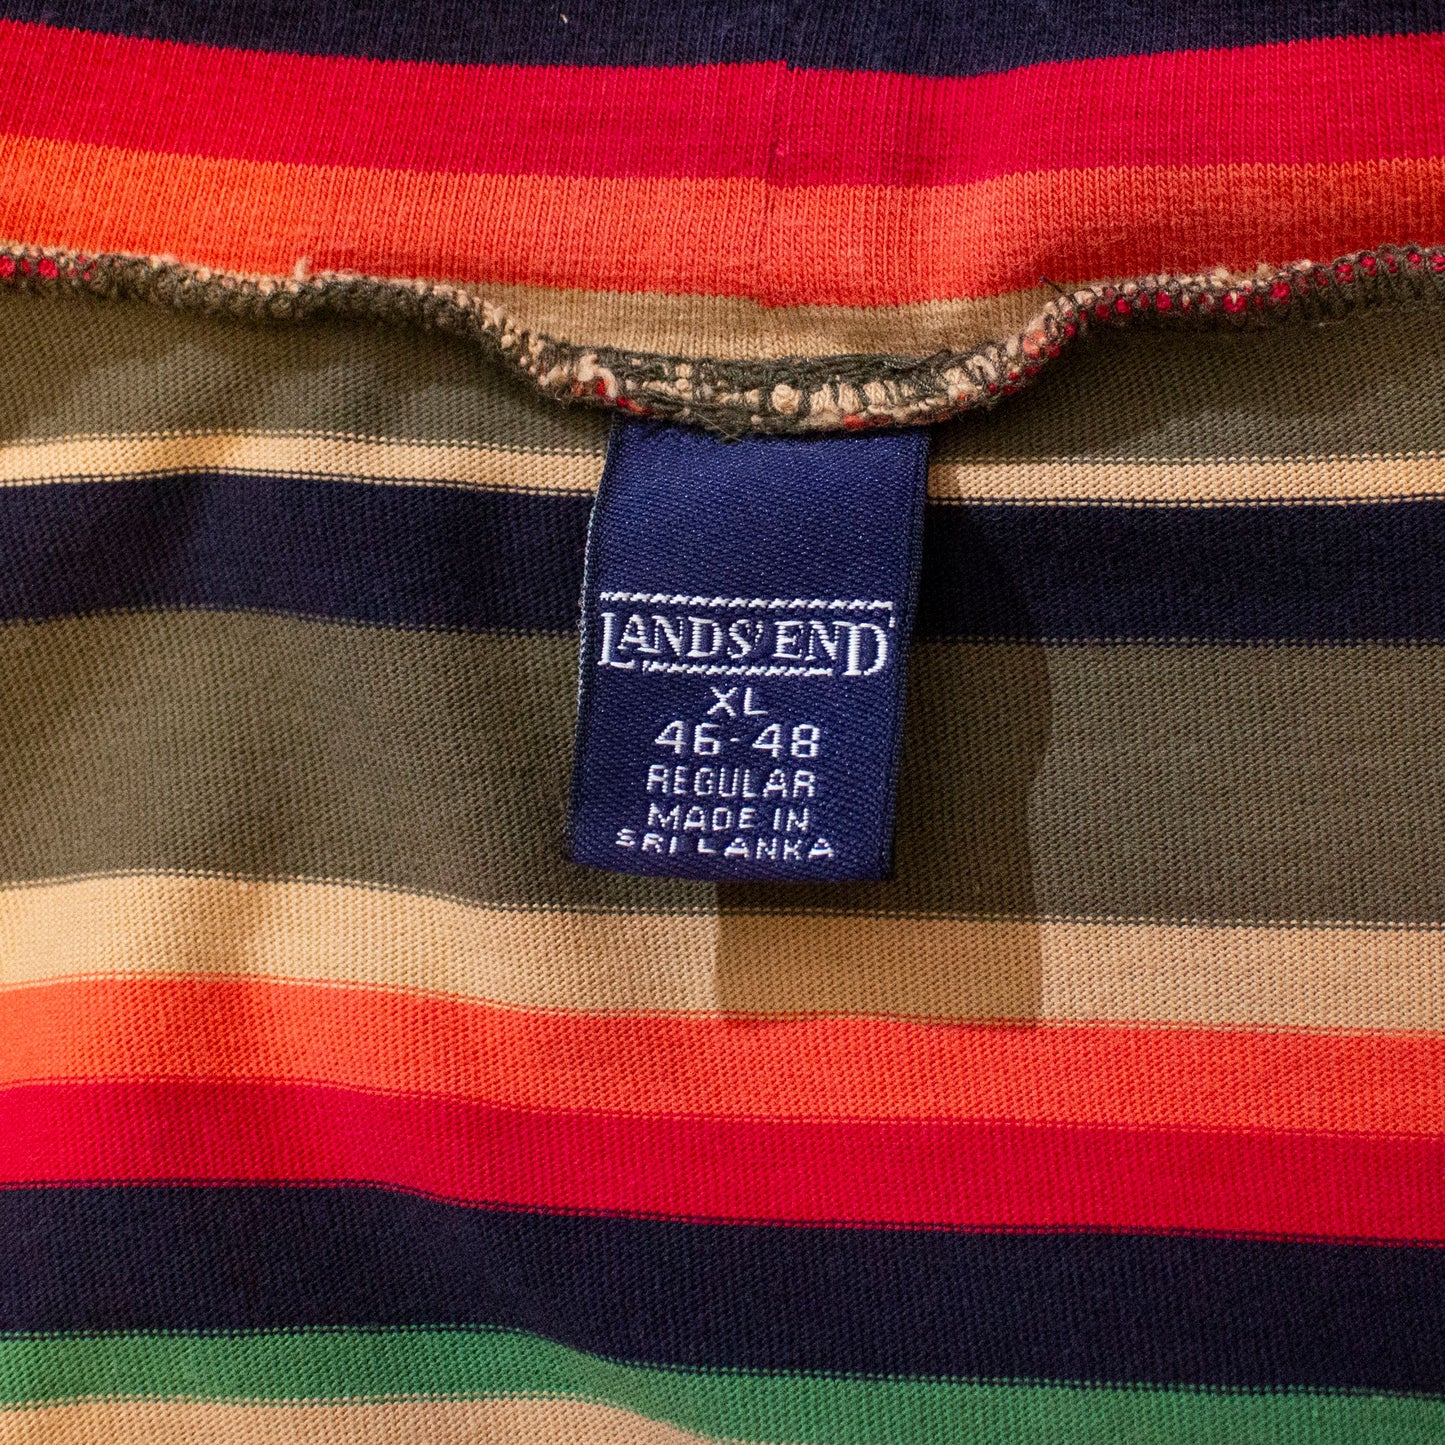 LANDS' END
XL
46-48
REGULAR
MADE IN
SRI LANKA